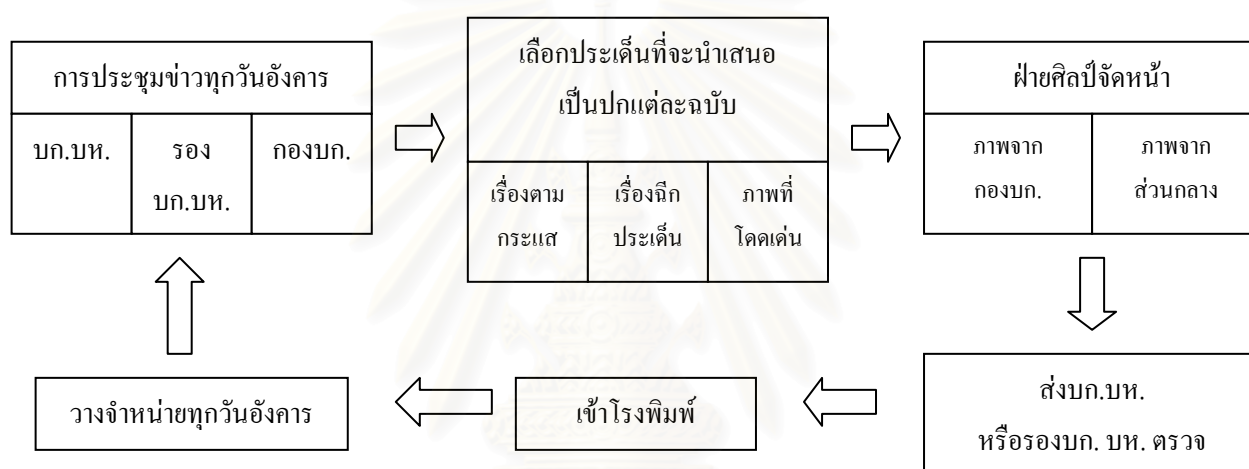 การประชุมข่าวทุกวันอังคาร
บก.บห.
รอง
บก.บห.
กองบก.
เลือกประเด็นที่จะนำเสนอ
เป็นปกแต่ละฉบับ
เรื่องตาม
กระแส
เรื่องฉีก
ประเด็น
ภาพที่
โดดเด่น
ฝ่ายศิลป์จัดหน้า
ภาพจาก
กองบก.
ภาพจาก
ส่วนกลาง
ส่งบก.บห.
หรือรองบก. บห. ตรวจ
เข้าโรงพิมพ์
วางจำหน่ายทุกวันอังคาร